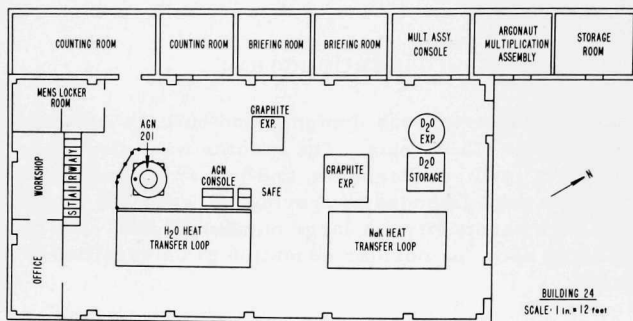 COUNTING ROOM
COUNTING ROOM
BRIEFING ROOM
BRIEFING ROOM
MULT ASSY.
CONSOLE
ARGONAUT
MULTIPLICATION
ASSEMBLY
STORAGE
ROOM
MENS LOCKER
ROOM
AGN
201
GRAPHITE
EXP.
D₂O
EXP
WORKSHOP
STAIRWAY
AGN
CONSOLE
SAFE
GRAPHITE
EXP.
D₂O
STORAGE
N
OFFICE
H₂O HEAT
TRANSFER LOOP
NaK HEAT
TRANSFER LOOP
BUILDING 24
SCALE· 1 in.= 12 feet